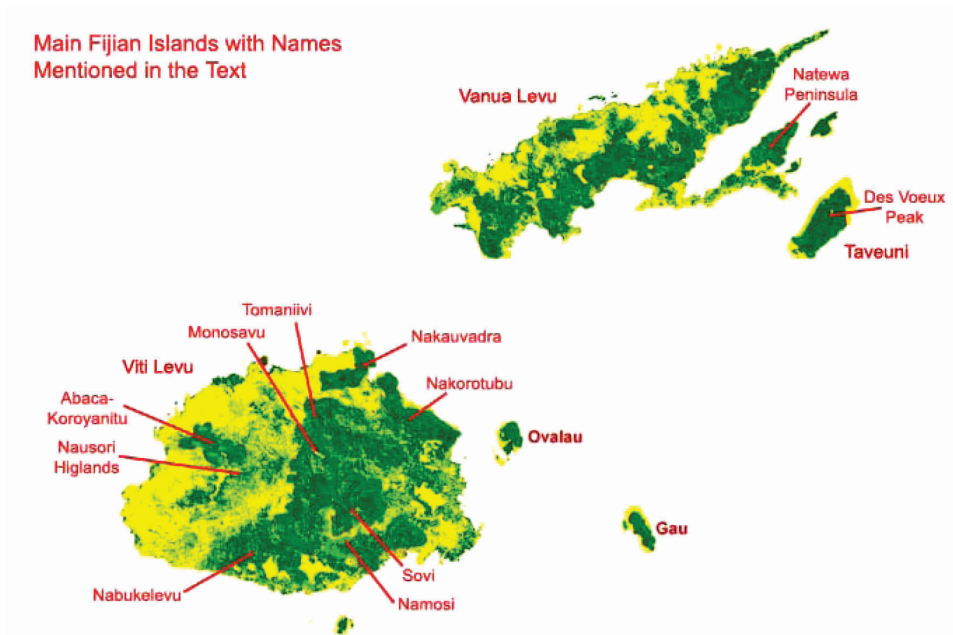 Main Fijian Islands with Names
Mentioned in the Text
Vanua Levu
Natewa
Peninsula
Des Voeux
Peak
Taveuni
Tomaniivi
Monosavu
Nakauvadra
Viti Levu
Nakorotubu
Abaca-
Koroyanitu
Ovalau
Nausori
Higlands
Gau
Sovi
Nabukelevu
Namosi